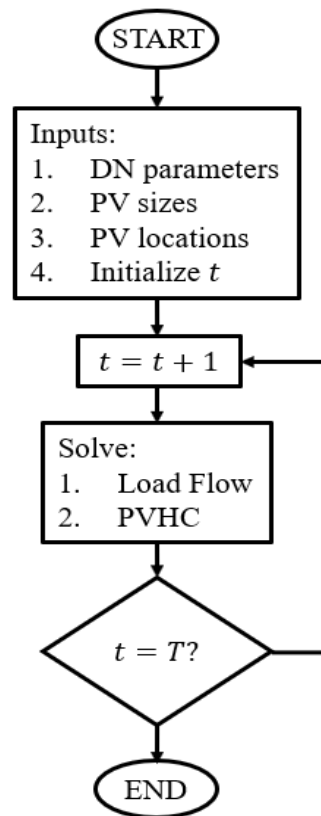 START
Inputs:
1. DN parameters
2. PV sizes
3. PV locations
4. Initialize t
t = t + 1
Solve:
1. Load Flow
2. PVHC
t = T?
END